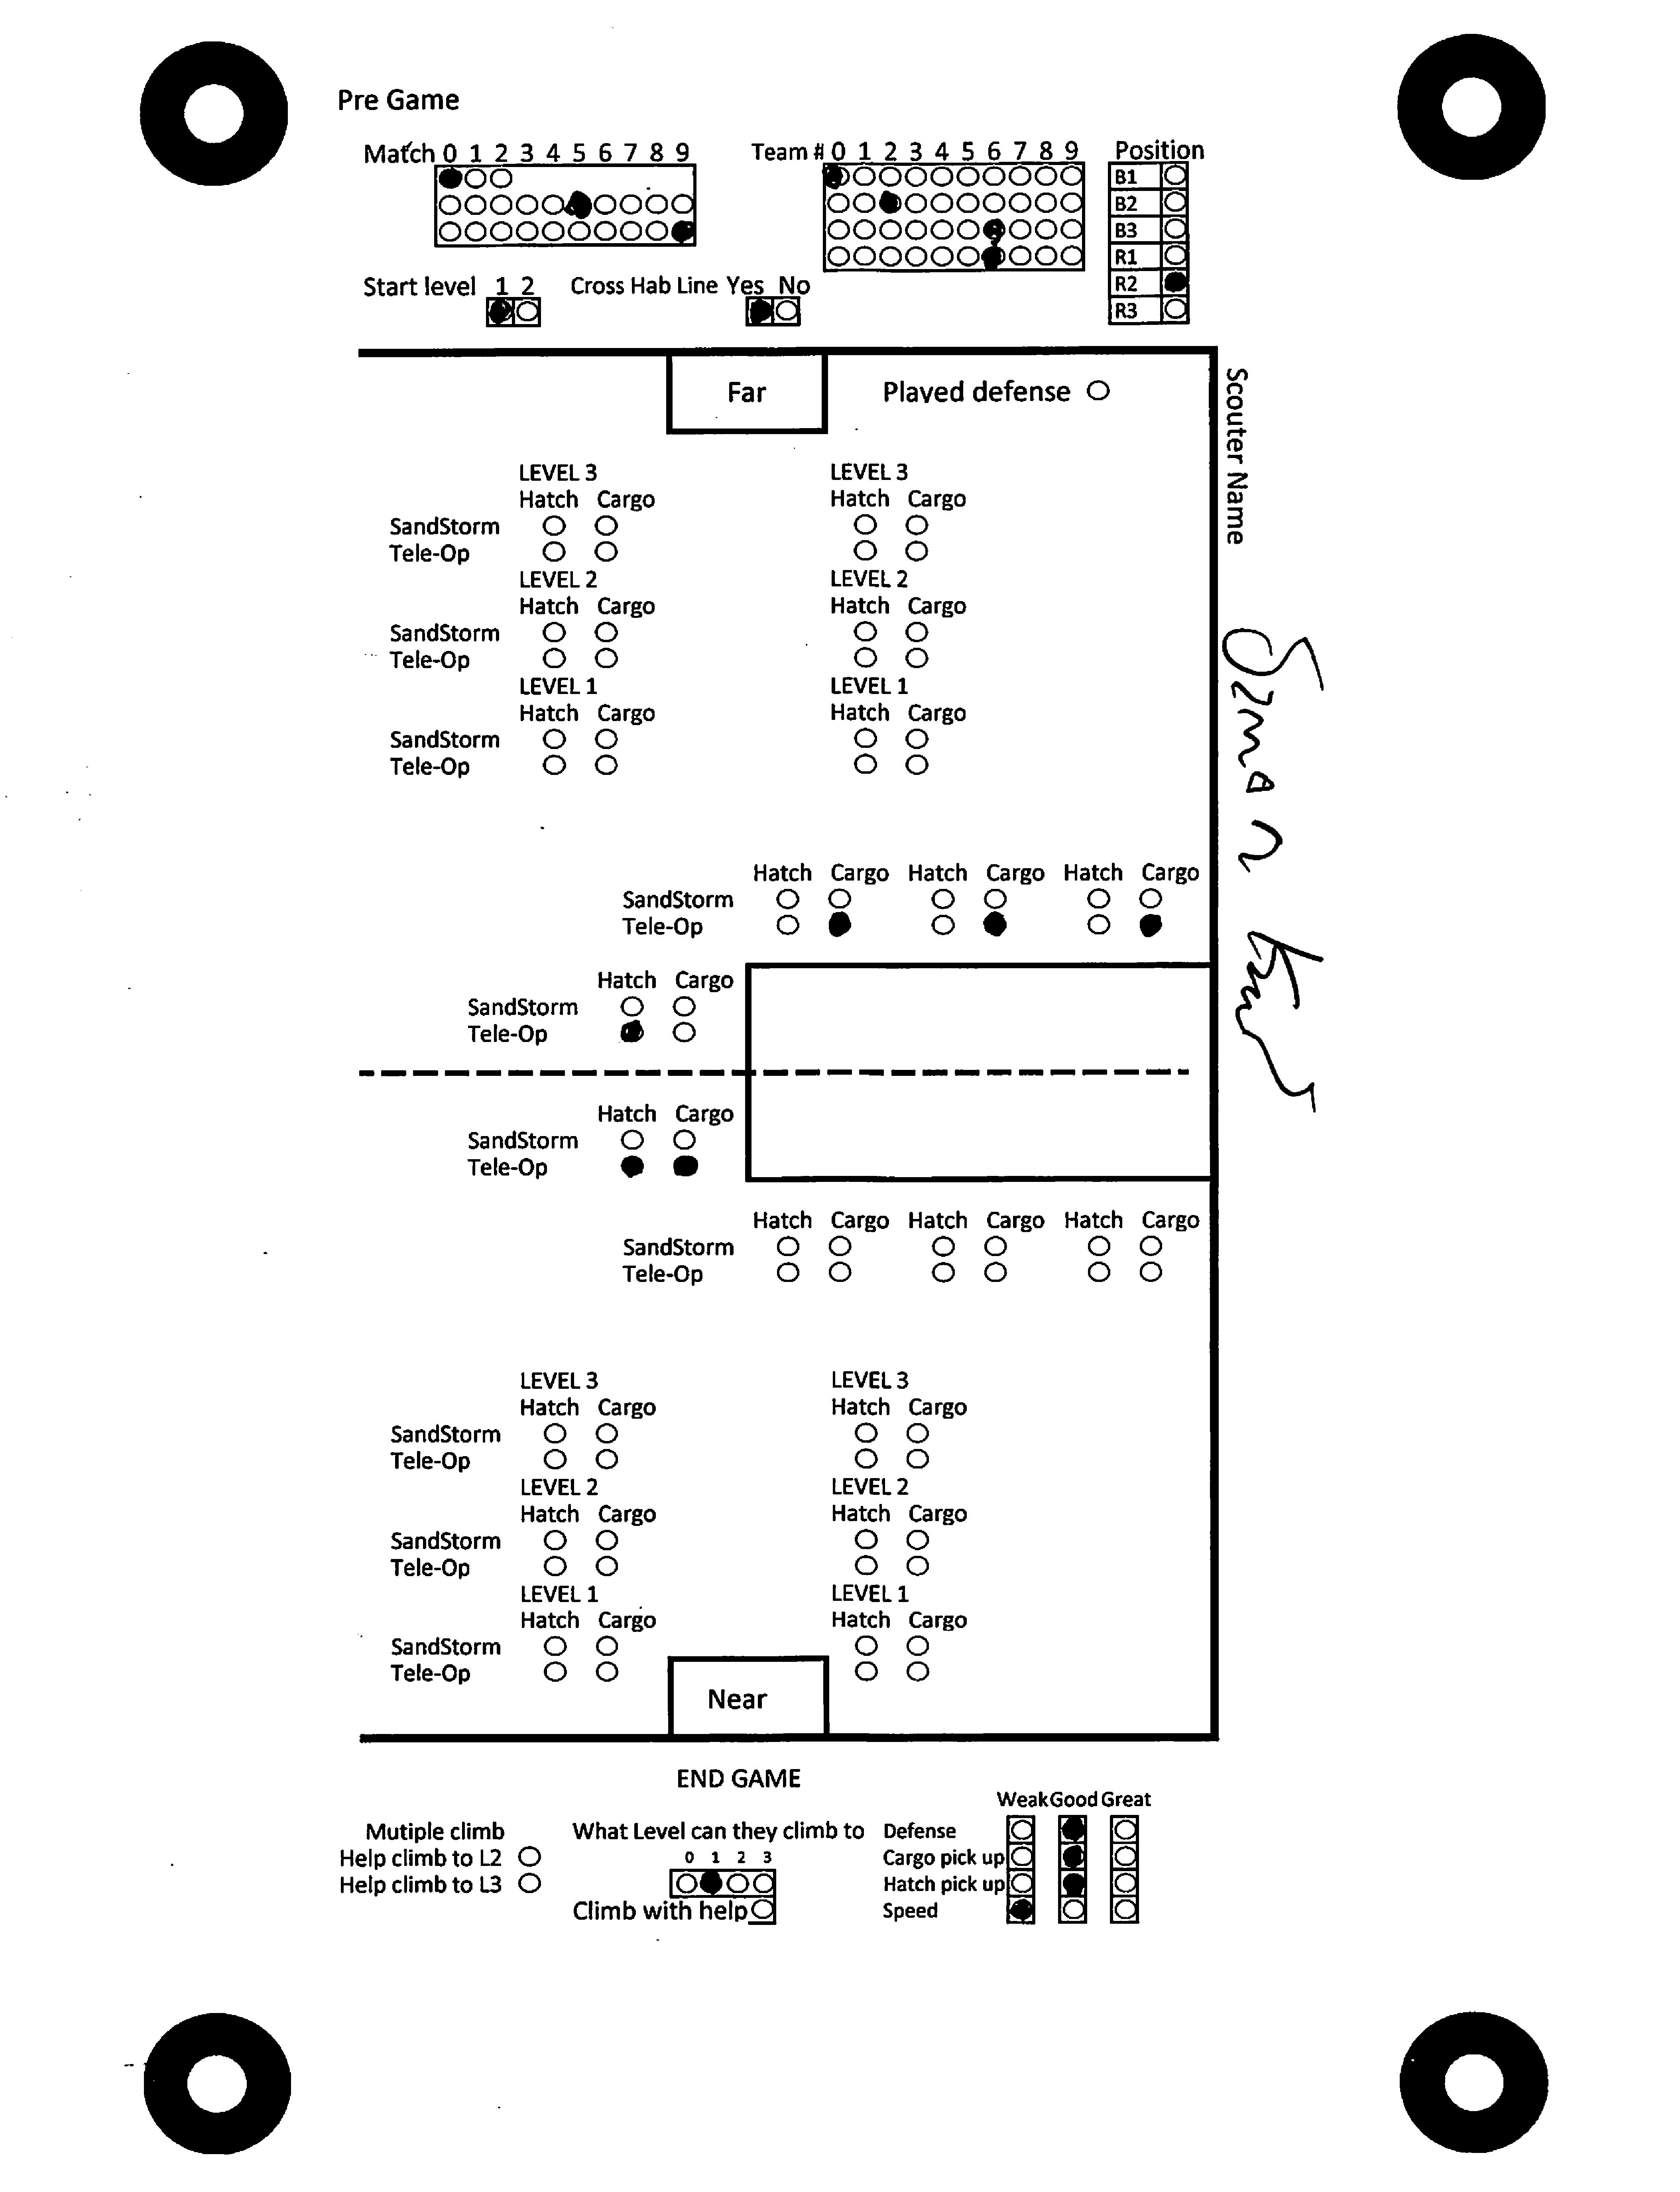 Pre Game
Match 0 1 2 3 4 5 6 7 8 9
Team # 0 1 2 3 4 5 6 7 8 9
Position
B1
B2
B3
R1
R2
R3
Start level 1 2
Cross Hab Line Yes No
Far
Played defense
Scouter Name
LEVEL 3 LEVEL 3
Hatch Cargo Hatch Cargo
SandStorm
Tele-Op
LEVEL 2 LEVEL 2
Hatch Cargo Hatch Cargo
SandStorm
Tele-Op
LEVEL 1 LEVEL 1
Hatch Cargo Hatch Cargo
SandStorm
Tele-Op
Hatch Cargo Hatch Cargo Hatch Cargo
SandStorm
Tele-Op
Hatch Cargo
SandStorm
Tele-Op
Hatch Cargo
SandStorm
Tele-Op
Hatch Cargo Hatch Cargo Hatch Cargo
SandStorm
Tele-Op
LEVEL 3 LEVEL 3
Hatch Cargo Hatch Cargo
SandStorm
Tele-Op
LEVEL 2 LEVEL 2
Hatch Cargo Hatch Cargo
SandStorm
Tele-Op
LEVEL 1 LEVEL 1
Hatch Cargo Hatch Cargo
SandStorm
Tele-Op
Near
END GAME
Mutiple climb
Help climb to L2
Help climb to L3
What Level can they climb to
0 1 2 3
Climb with help
Weak Good Great
Defense
Cargo pick up
Hatch pick up
Speed